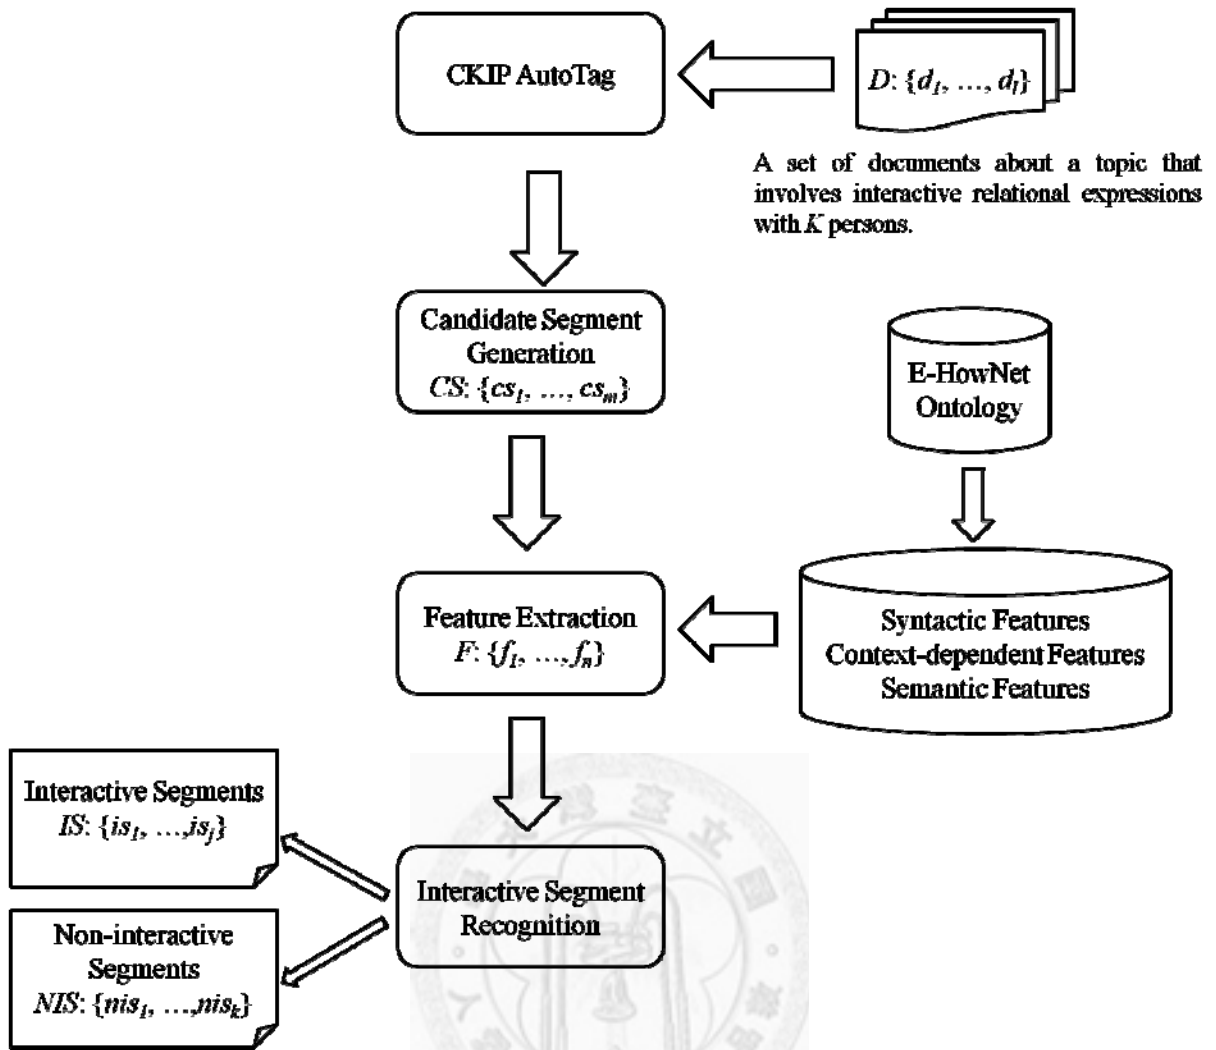 CKIP AutoTag
D: {d1, ..., dl}
A set of documents about a topic that
involves interactive relational expressions
with K persons.
Candidate Segment
Generation
CS: {cs1, ..., csm}
E-HowNet
Ontology
Feature Extraction
F: {f1, ...,fn}
Syntactic Features
Context-dependent Features
Semantic Features
Interactive Segments
IS: {is1, ...,isj}
Interactive Segment
Recognition
Non-interactive
Segments
NIS: {nis1, ...,nisk}